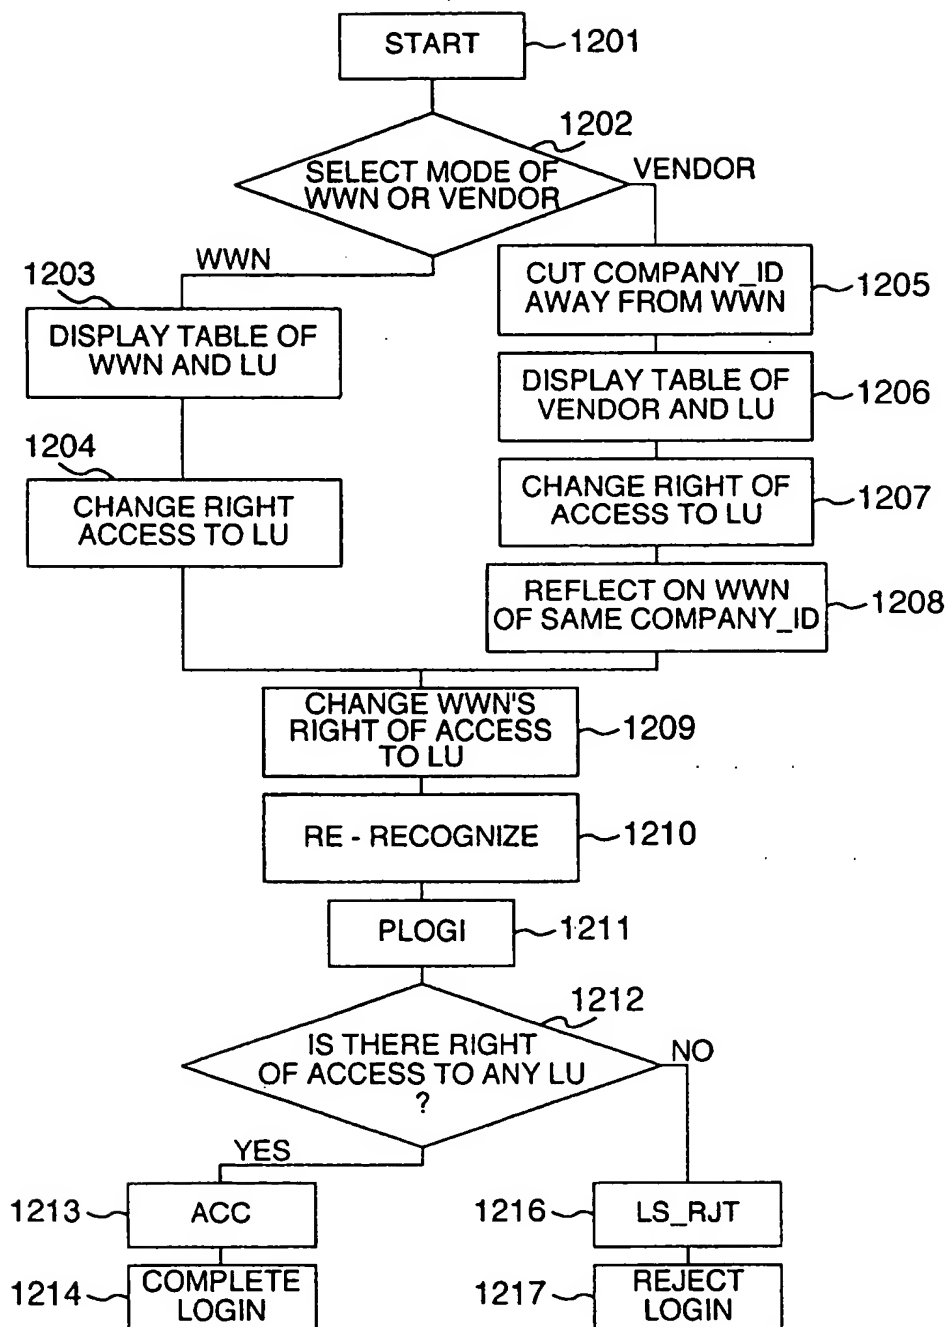 START
1201
1202
SELECT MODE OF
WWN OR VENDOR
VENDOR
WWN
1203
DISPLAY TABLE OF
WWN AND LU
1204
CHANGE RIGHT
ACCESS TO LU
CUT COMPANY_ID
AWAY FROM WWN
1205
DISPLAY TABLE OF
VENDOR AND LU
1206
CHANGE RIGHT OF
ACCESS TO LU
1207
REFLECT ON WWN
OF SAME COMPANY_ID
1208
CHANGE WWN'S
RIGHT OF ACCESS
TO LU
1209
RE - RECOGNIZE
1210
PLOGI
1211
1212
IS THERE RIGHT
OF ACCESS TO ANY LU
?
NO
YES
1213
ACC
1214
COMPLETE
LOGIN
1216
LS_RJT
1217
REJECT
LOGIN